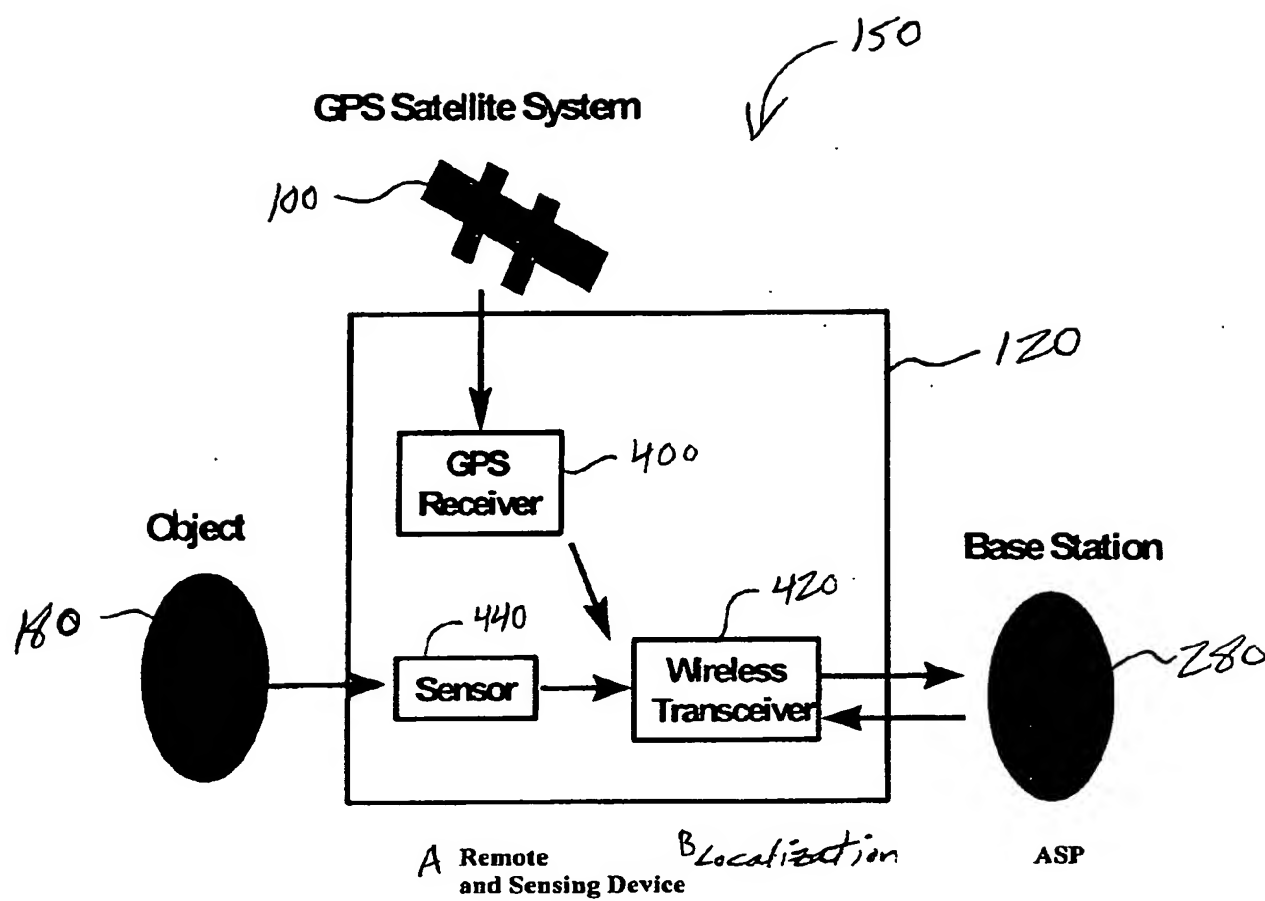 150
GPS Satellite System
100
120
GPS
Receiver
400
Object
Base Station
180
440
420
Sensor
Wireless
Transceiver
280
A Remote
B Localization
and Sensing Device
ASP